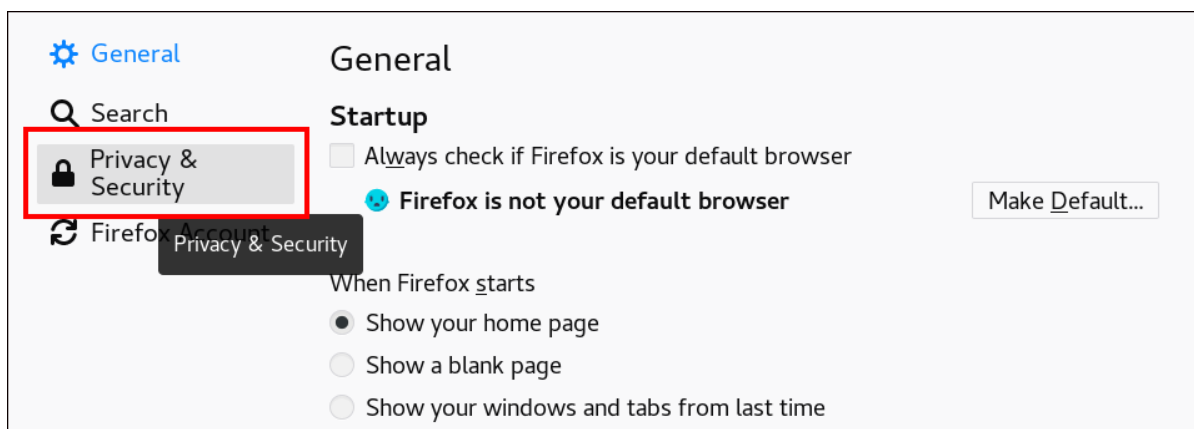 General
Search
Privacy &
Security
Firefox Account
Privacy & Security
General
Startup
Always check if Firefox is your default browser
Firefox is not your default browser
Make Default...
When Firefox starts
Show your home page
Show a blank page
Show your windows and tabs from last time